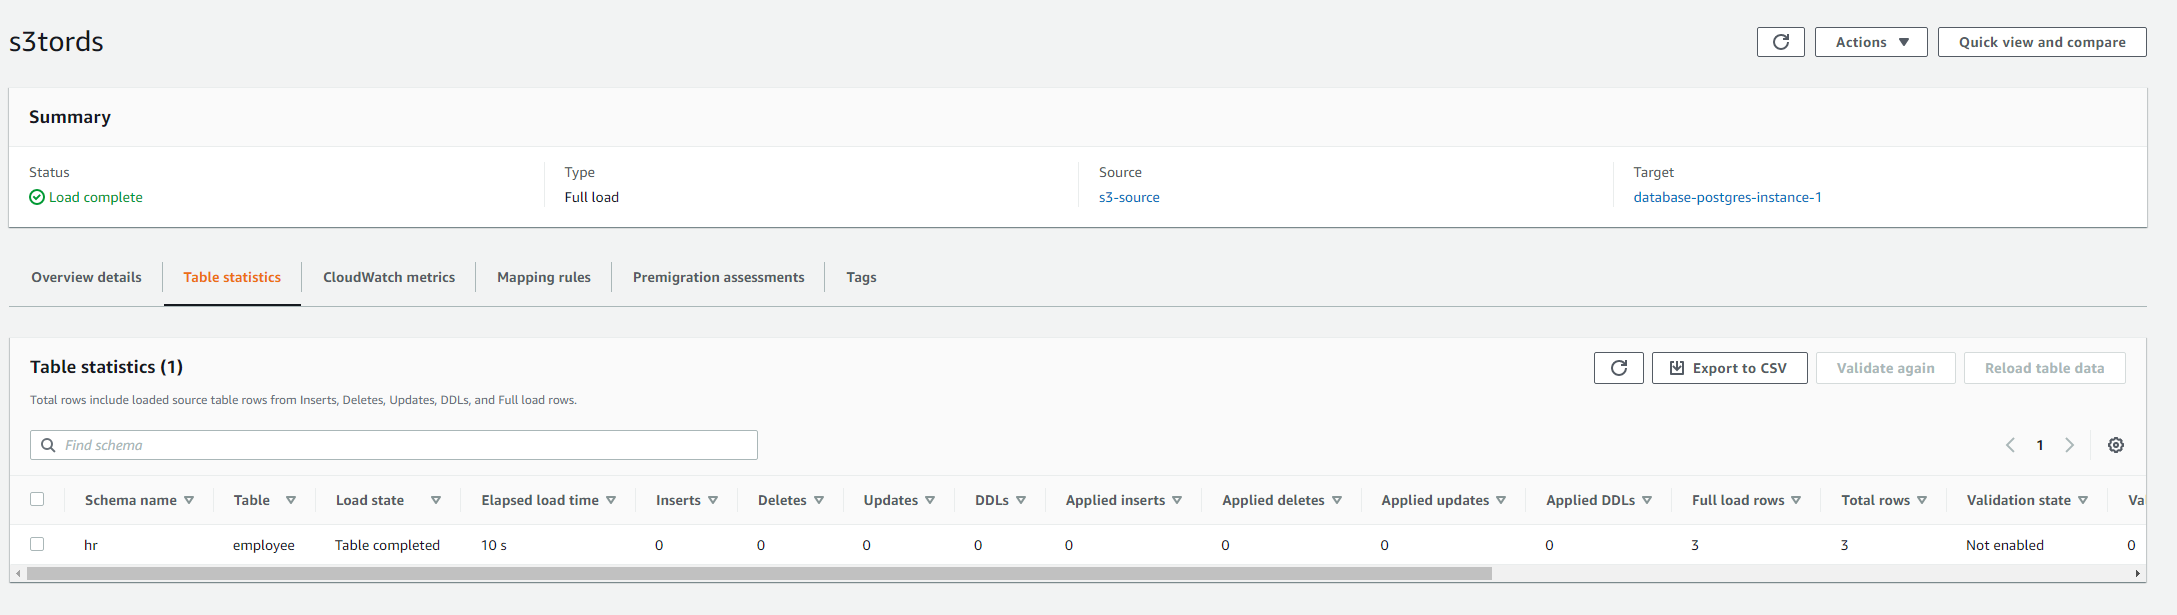 s3tords
Actions
Quick view and compare
Summary
Status
Type
Source
Target
Load complete
Full load
s3-source
database-postgres-instance-1
Overview details
Table statistics
CloudWatch metrics
Mapping rules
Premigration assessments
Tags
Table statistics (1)
Export to CSV
Validate again
Reload table data
Total rows include loaded source table rows from Inserts, Deletes, Updates, DDLs, and Full load rows.
Find schema
1
Schema name Table Load state Elapsed load time Inserts Deletes Updates DDLs Applied inserts Applied deletes Applied updates Applied DDLs Full load rows Total rows Validation state Va
hr employee Table completed 10 s 0 0 0 0 0 0 0 0 3 3 Not enabled 0